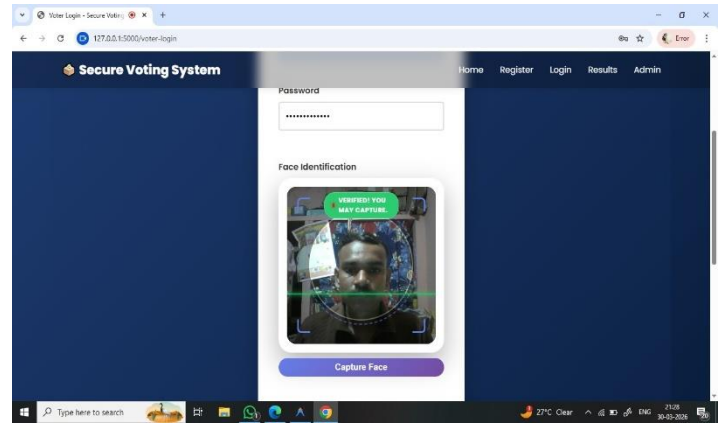 Voter Login - Secure Voting
127.0.0.1:5000/voter-login
Error
Secure Voting System
Home Register Login Results Admin
Password
Face Identification
VERIFIED! YOU
MAY CAPTURE.
Capture Face
Type here to search
27°C Clear
ENG
21:28
30-03-2026
20